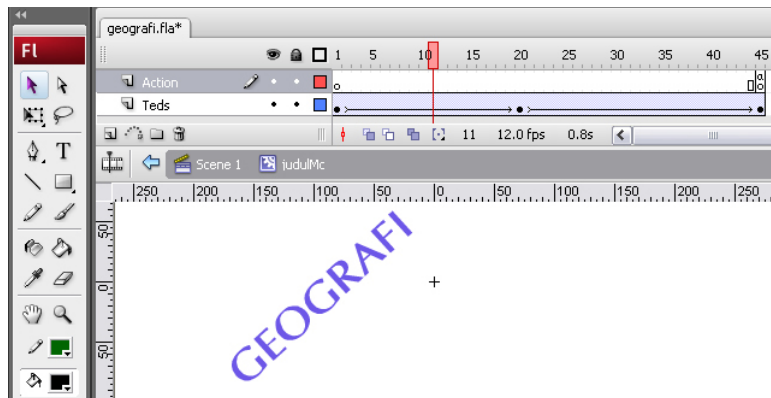 geografi.fla*
Fl
1 5 10 15 20 25 30 35 40 45
Action
a
Teds
11 12.0 fps 0.8s
T
Scene 1 judulMc
250 200 150 100 50 0 50 100 150 200 250
50
0
50
GEOGRAFI